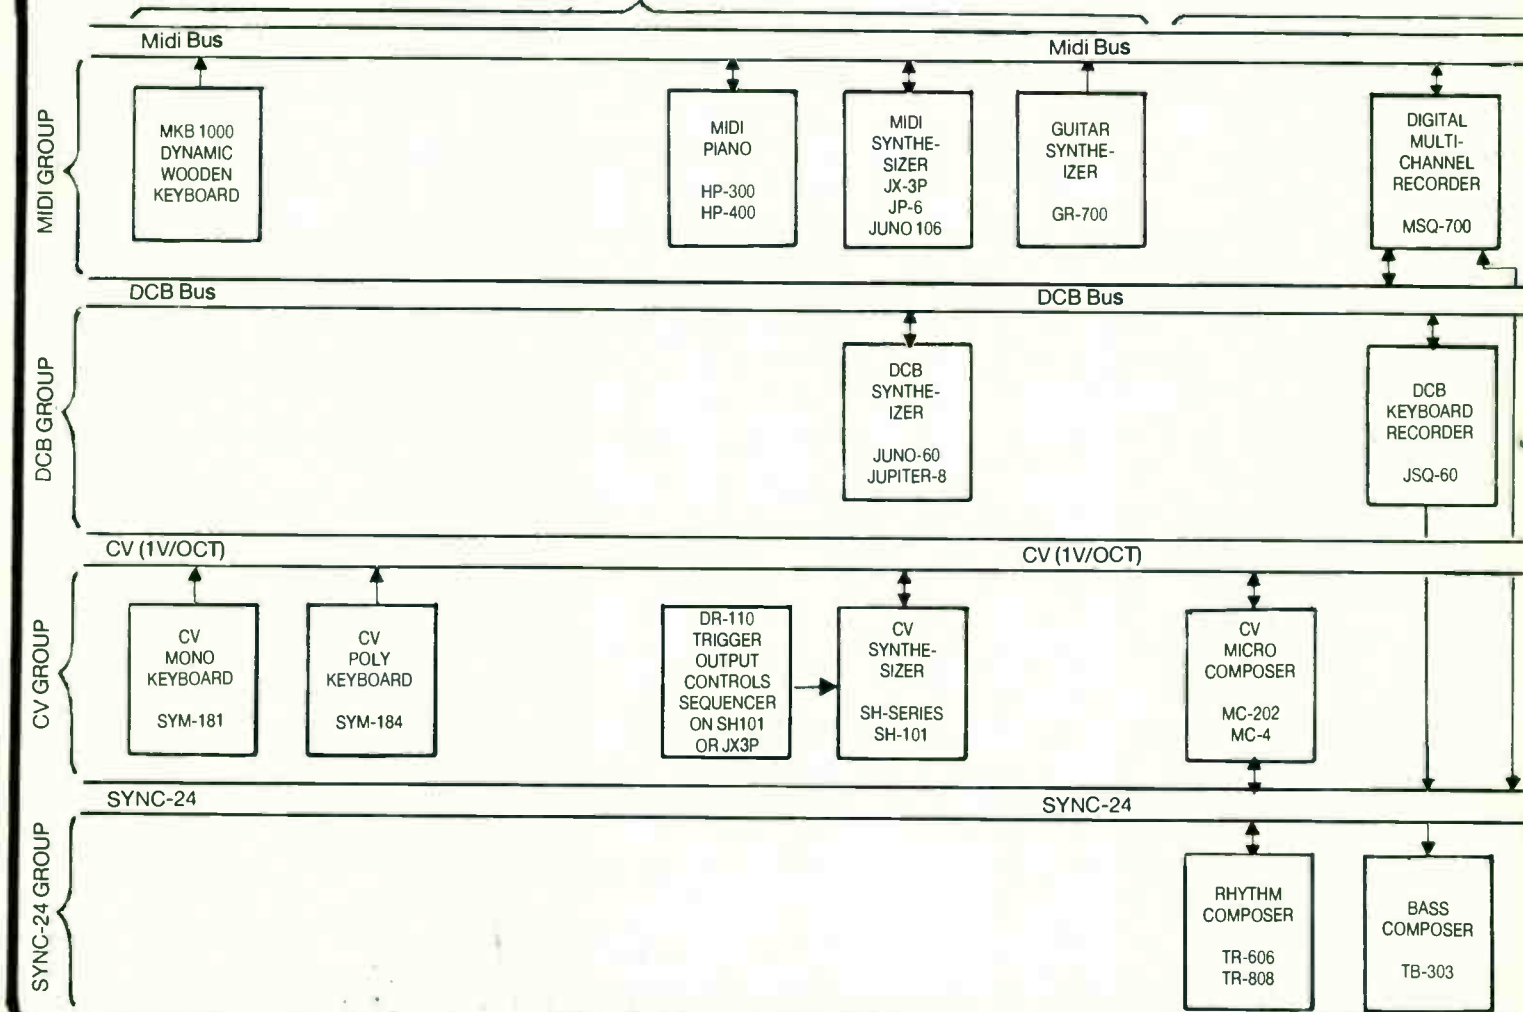 Midi Bus
Midi Bus
MIDI GROUP
MKB 1000
DYNAMIC
WOODEN
KEYBOARD
MIDI
PIANO
HP-300
HP-400
MIDI
SYNTHE-
SIZER
JX-3P
JP-6
JUNO 106
GUITAR
SYNTHE-
IZER
GR-700
DIGITAL
MULTI-
CHANNEL
RECORDER
MSQ-700
DCB Bus
DCB Bus
DCB GROUP
DCB
SYNTHE-
IZER
JUNO-60
JUPITER-8
DCB
KEYBOARD
RECORDER
JSQ-60
CV (1V/OCT)
CV (1V/OCT)
CV GROUP
CV
MONO
KEYBOARD
SYM-181
CV
POLY
KEYBOARD
SYM-184
DR-110
TRIGGER
OUTPUT
CONTROLS
SEQUENCER
ON SH101
OR JX3P
CV
SYNTHE-
SIZER
SH-SERIES
SH-101
CV
MICRO
COMPOSER
MC-202
MC-4
SYNC-24
SYNC-24
SYNC-24 GROUP
RHYTHM
COMPOSER
TR-606
TR-808
BASS
COMPOSER
TB-303